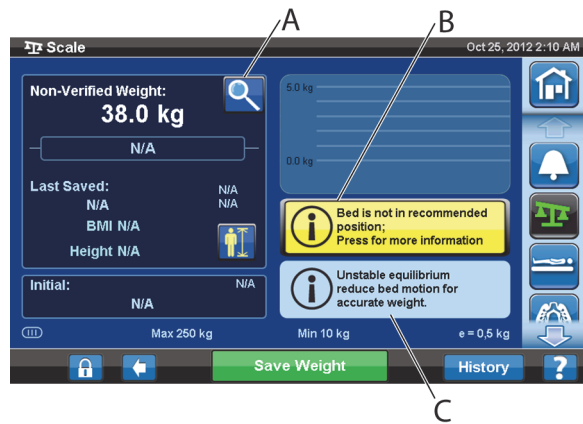 A
B
Scale
Oct 25, 2012 2:10 AM
Non-Verified Weight:
38.0 kg
N/A
Last Saved:
N/A
N/A
N/A
BMI N/A
Height N/A
Initial:
N/A
N/A
5.0 kg
0.0 kg
Bed is not in recommended
position;
Press for more information
Unstable equilibrium
reduce bed motion for
accurate weight.
Max 250 kg
Min 10 kg
e = 0,5 kg
Save Weight
History
?
C